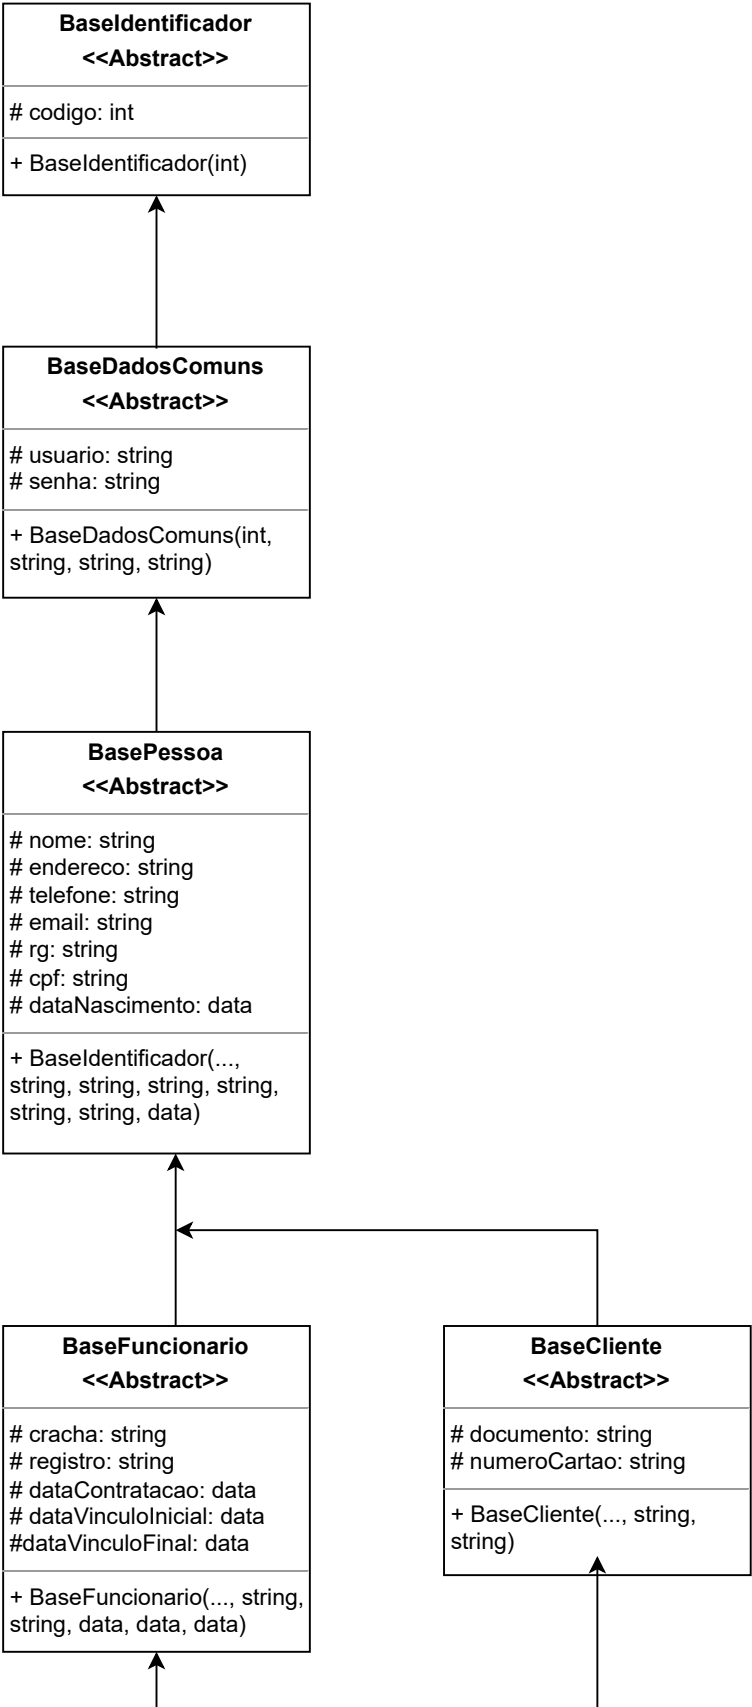 BaseIdentificador
<<Abstract>>
# codigo: int
+ BaseIdentificador(int)
BaseDadosComuns
<<Abstract>>
# usuario: string
# senha: string
+ BaseDadosComuns(int,
string, string, string)
BasePessoa
<<Abstract>>
# nome: string
# endereco: string
# telefone: string
# email: string
# rg: string
# cpf: string
# dataNascimento: data
+ BaseIdentificador(...,
string, string, string, string,
string, string, data)
BaseFuncionario
<<Abstract>>
# cracha: string
# registro: string
# dataContratacao: data
# dataVinculoInicial: data
#dataVinculoFinal: data
+ BaseFuncionario(..., string,
string, data, data, data)
BaseCliente
<<Abstract>>
# documento: string
# numeroCartao: string
+ BaseCliente(..., string,
string)